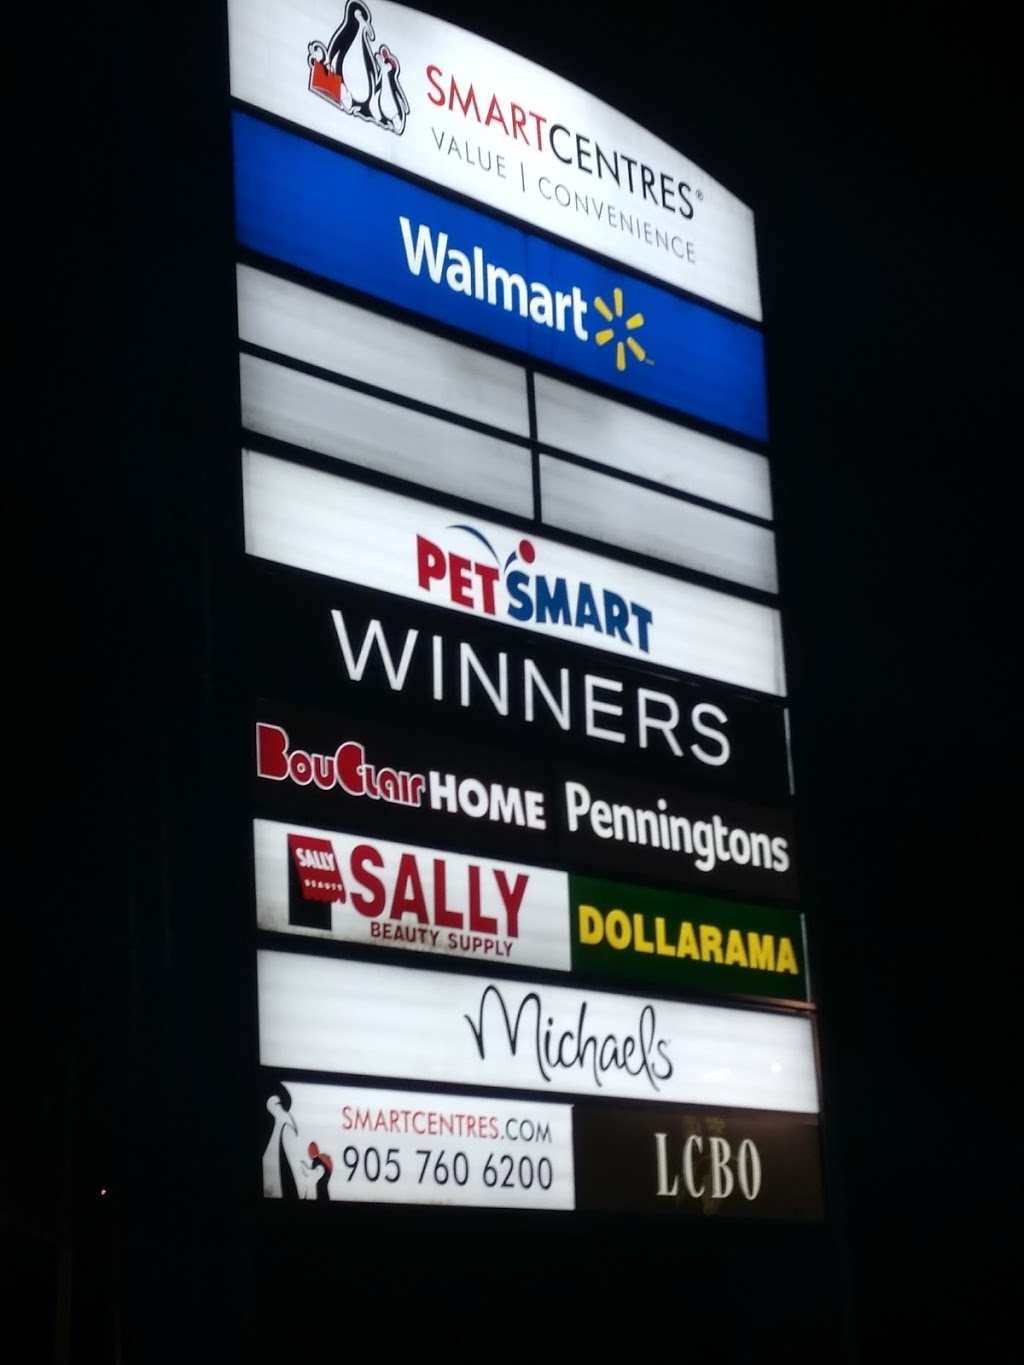 SMARTCENTRES®
VALUE | CONVENIENCE
Walmart
PETSMART
WINNERS
BouClair HOME
Penningtons
SALLY
BEAUTY
SALLY
BEAUTY SUPPLY
DOLLARAMA
Michaels
SMARTCENTRES.COM
905 760 6200
LCBO